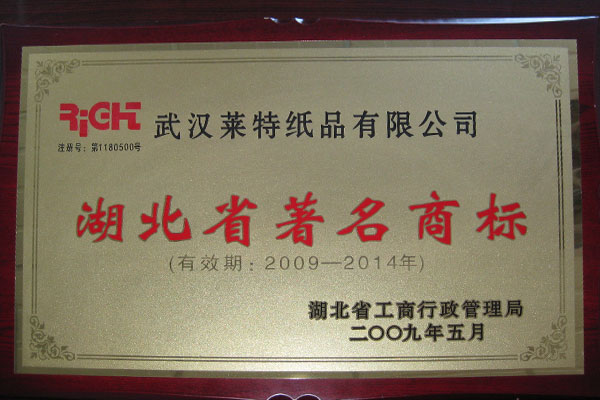 RIGHT 武汉莱特纸品有限公司
注册号：第1180500号
湖北省著名商标
(有效期：2009—2014年)
湖北省工商行政管理局
二〇〇九年五月